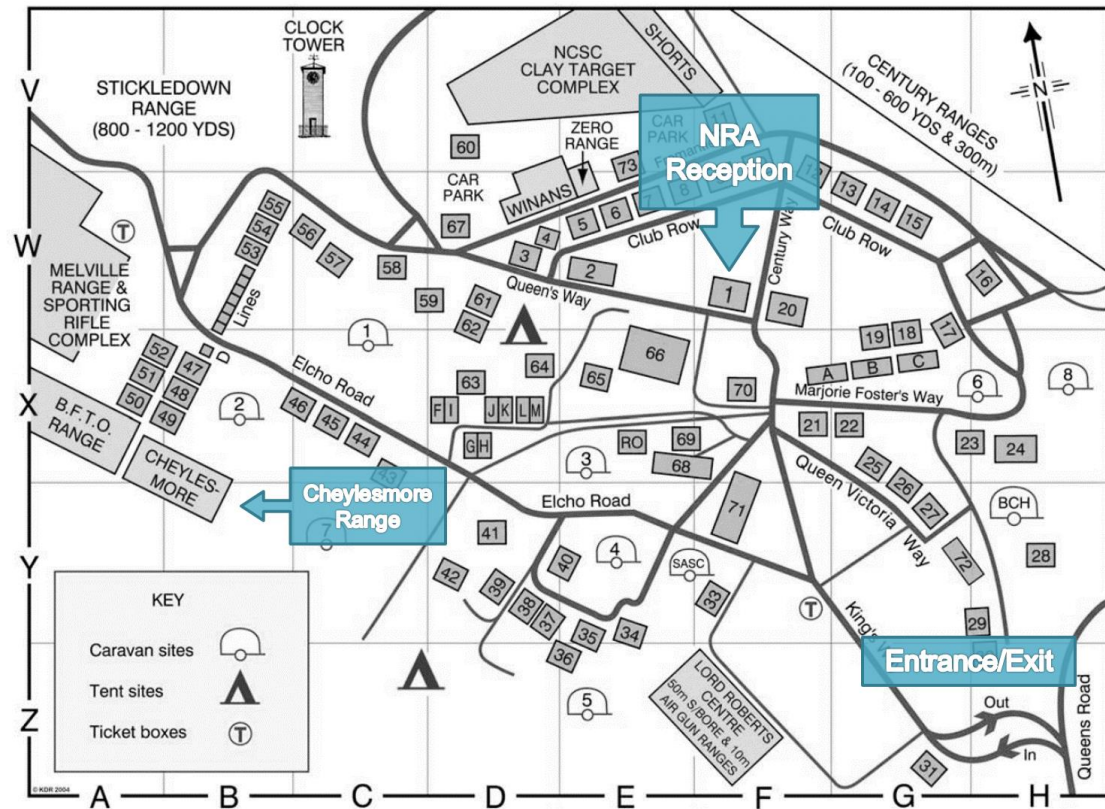 CLOCK
TOWER
STICKLEDOWN
RANGE
(800 - 1200 YDS)
NCSC
CLAY TARGET
COMPLEX
SHORTS
CENTURY RANGES
(100 - 600 YDS & 300m)
N
V
W
X
Y
Z
NRA
Reception
CAR
PARK
ZERO
RANGE
WINANS
CAR
PARK
60
67
73
11
5
6
7
8
12
13
14
15
16
17
18
19
20
1
2
3
4
Club Row
Club Row
Century Way
Queen's Way
T
MELVILLE
RANGE &
SPORTING
RIFLE
COMPLEX
55
54
53
Lines
D
56
57
58
59
61
62
1
64
63
65
66
70
A
B
C
Marjorie Foster's Way
6
8
52
51
50
47
48
49
2
Elcho Road
46
45
44
43
F I
J K
L M
G H
RO
69
68
3
21
22
23
24
25
26
27
Queen Victoria
Way
B.F.T.O.
RANGE
CHEYLES-
MORE
Cheylesmore
Range
7
Elcho Road
71
BCH
28
72
29
41
42
40
39
38
37
36
35
34
4
SASC
33
T
5
Entrance/Exit
LORD ROBERTS
CENTRE
50m S/BORE & 10m
AIR GUN RANGES
Out
In
31
Queens Road
KEY
Caravan sites
Tent sites
Ticket boxes
T
© KDR 2004
A
B
C
D
E
F
G
H